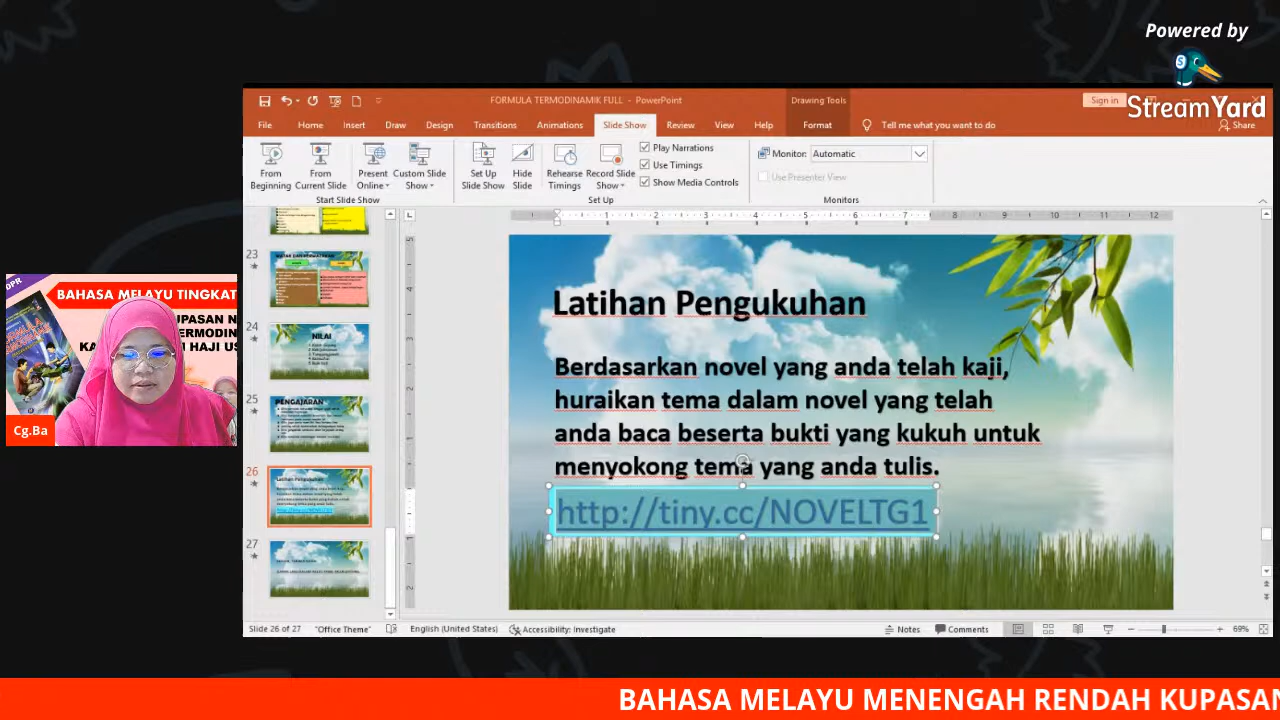 Powered by
StreamYard
FORMULA TERMODINAMIK FULL - PowerPoint
Drawing Tools
Sign in
File Home Insert Draw Design Transitions Animations Slide Show Review View Help Format Tell me what you want to do Share
From Beginning
From Current Slide
Present Online
Custom Slide Show
Set Up Slide Show
Hide Slide
Rehearse Timings
Record Slide Show
Play Narrations
Use Timings
Show Media Controls
Monitor: Automatic
Use Presenter View
Start Slide Show
Set Up
Monitors
23
24
NILAI
25
PENGAJARAN
26
27
Latihan Pengukuhan
Berdasarkan novel yang anda telah kaji,
huraikan tema dalam novel yang telah
anda baca beserta bukti yang kukuh untuk
menyokong tema yang anda tulis.
http://tiny.cc/NOVELTG1
DPR
BAHASA MELAYU TINGKAT
UPASAN N
TERMODIN
HAJI US
Cg.Ba
Slide 26 of 27 "Office Theme" English (United States) Accessibility: Investigate Notes Comments 69%
BAHASA MELAYU MENENGAH RENDAH KUPASAN